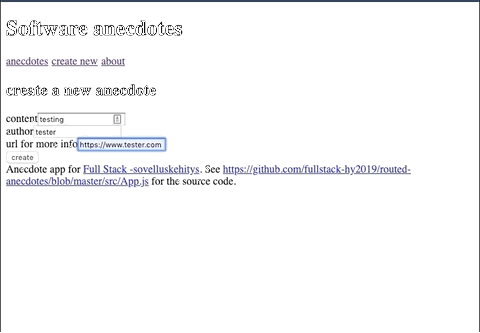 Software anecdotes
anecdotes create new about
create a new anecdote
content testing
author tester
url for more info https://www.tester.com
create
Anecdote app for Full Stack -sovelluskehitys. See https://github.com/fullstack-hy2019/routed-
anecdotes/blob/master/src/App.js for the source code.